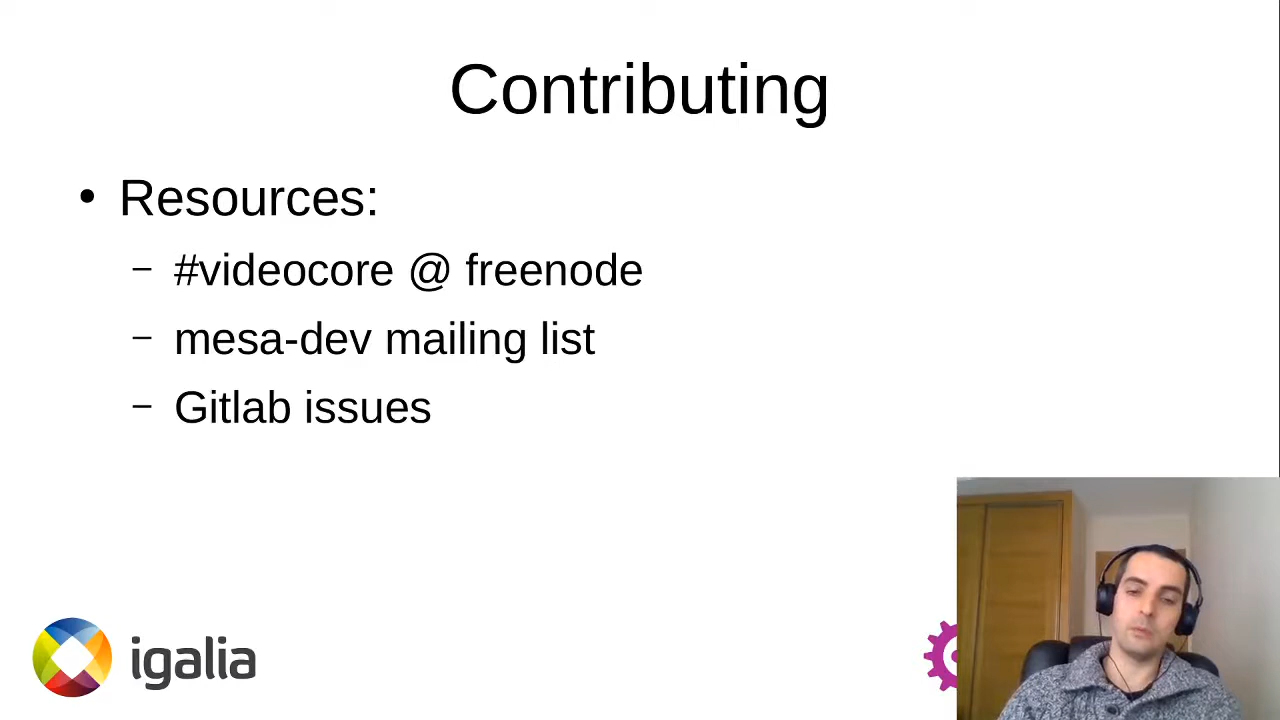 Contributing
• Resources:
– #videocore @ freenode
– mesa-dev mailing list
– Gitlab issues
igalia